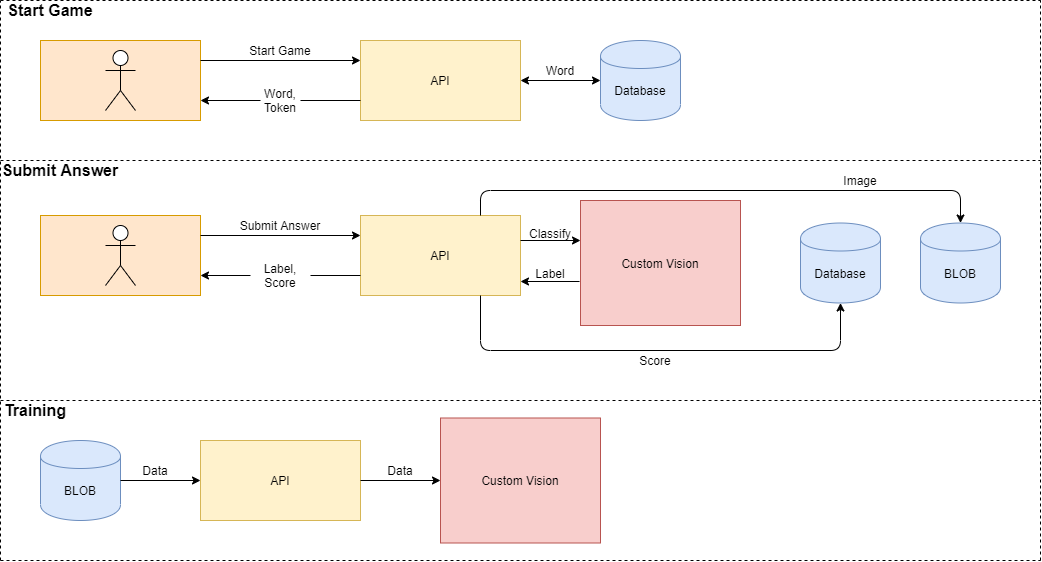 Start Game
Start Game
API
Word
Database
Word,
Token
Submit Answer
Image
Submit Answer
API
Classify
Custom Vision
Database
BLOB
Label,
Score
Label
Score
Training
BLOB
Data
API
Data
Custom Vision